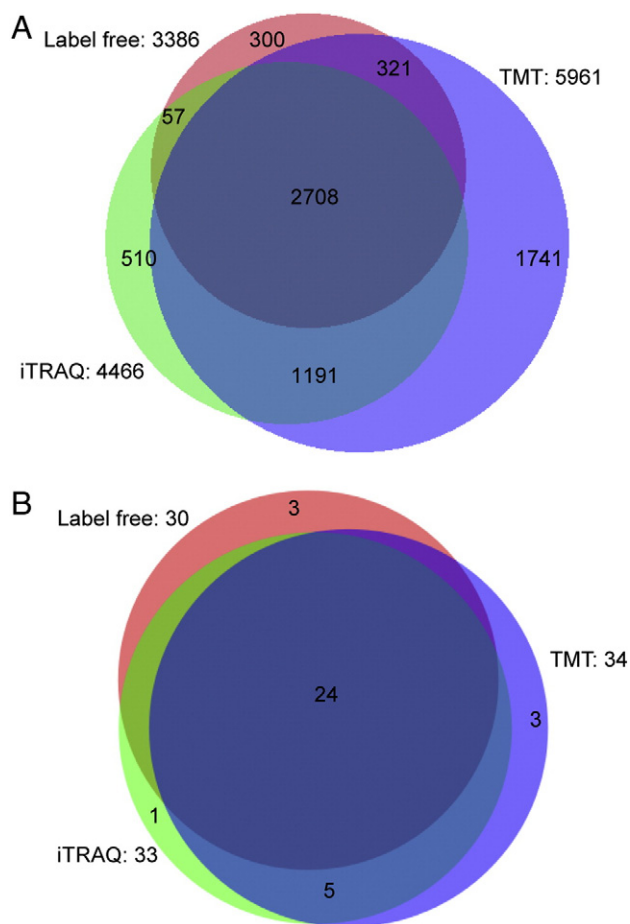 A
Label free: 3386
300
321
TMT: 5961
57
2708
510
1741
iTRAQ: 4466
1191
B
Label free: 30
3
TMT: 34
24
3
1
iTRAQ: 33
5